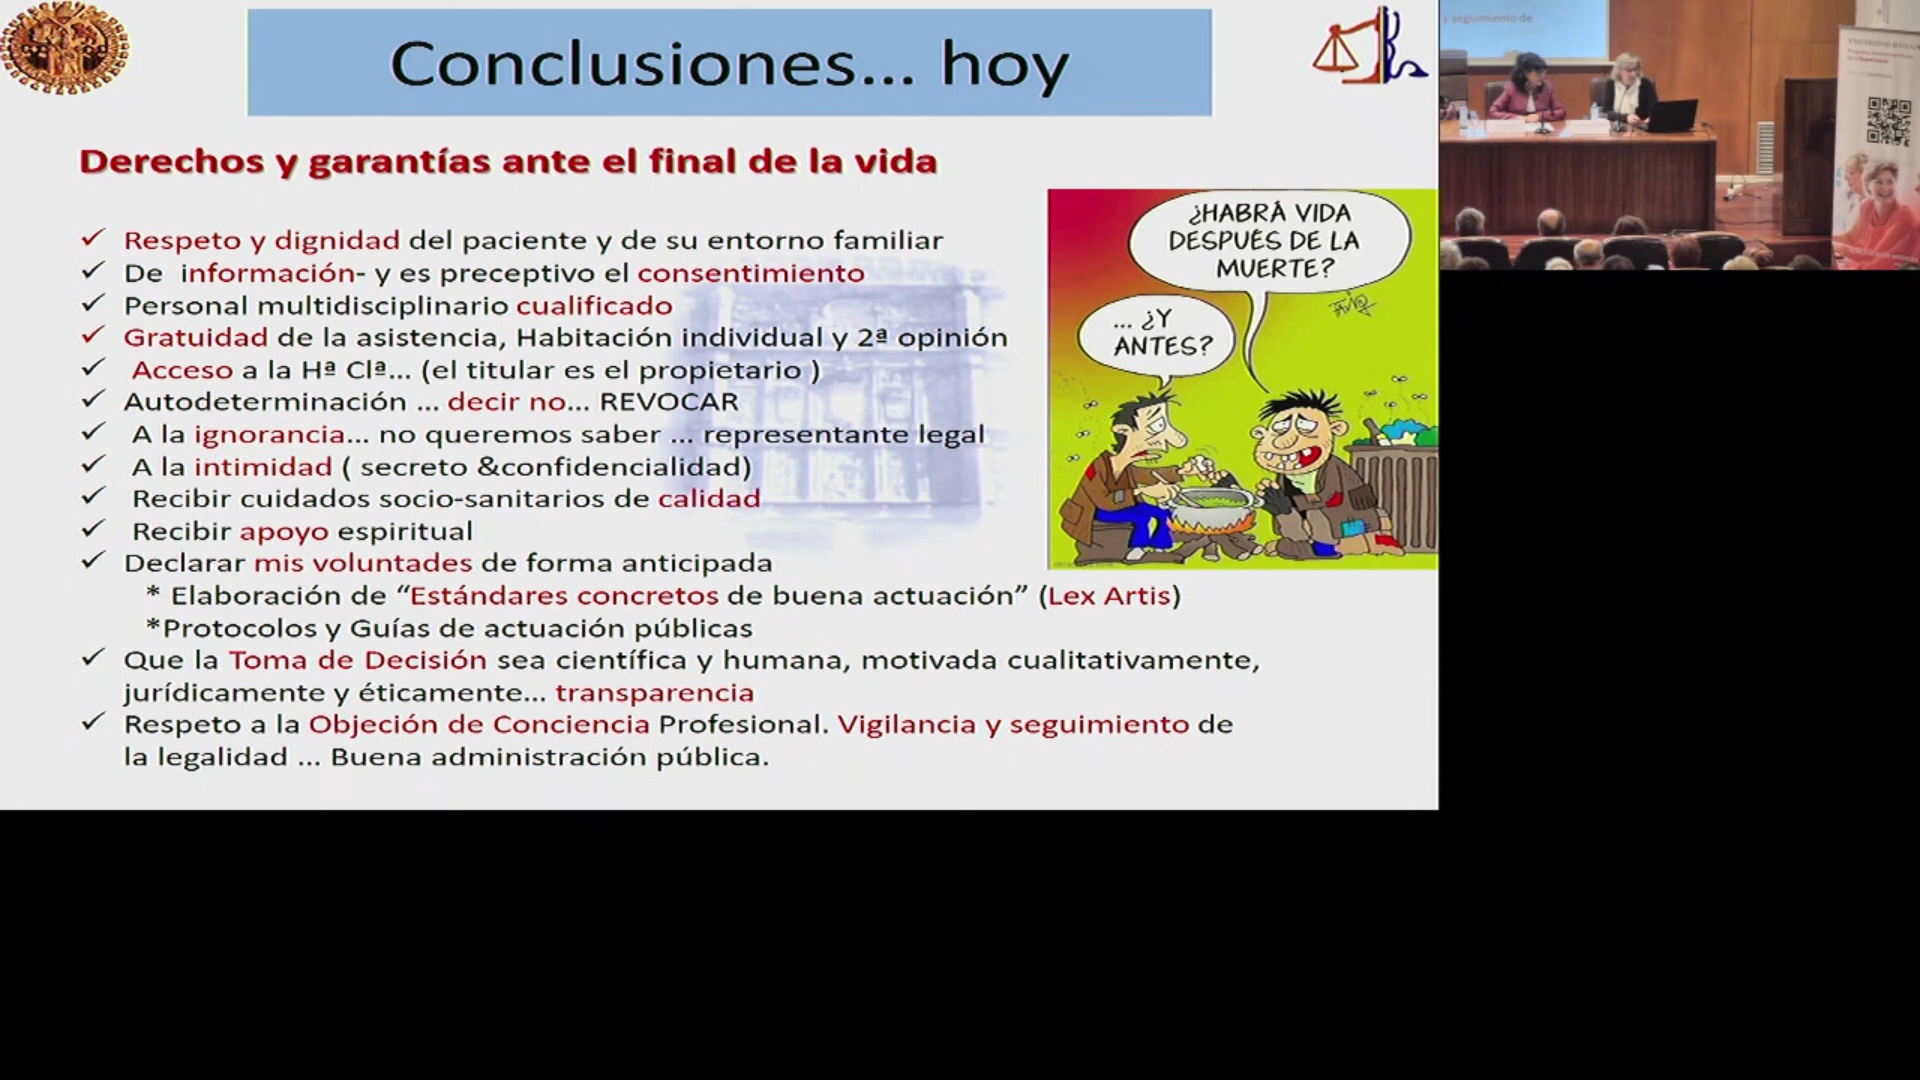 Conclusiones... hoy
Derechos y garantías ante el final de la vida
✓ Respeto y dignidad del paciente y de su entorno familiar
✓ De información- y es preceptivo el consentimiento
✓ Personal multidisciplinario cualificado
✓ Gratuidad de la asistencia, Habitación individual y 2ª opinión
✓ Acceso a la Hª Clª... (el titular es el propietario )
✓ Autodeterminación ... decir no... REVOCAR
✓ A la ignorancia... no queremos saber ... representante legal
✓ A la intimidad ( secreto &confidencialidad)
✓ Recibir cuidados socio-sanitarios de calidad
✓ Recibir apoyo espiritual
✓ Declarar mis voluntades de forma anticipada
* Elaboración de “Estándares concretos de buena actuación” (Lex Artis)
*Protocolos y Guías de actuación públicas
✓ Que la Toma de Decisión sea científica y humana, motivada cualitativamente,
jurídicamente y éticamente... transparencia
✓ Respeto a la Objeción de Conciencia Profesional. Vigilancia y seguimiento de
la legalidad ... Buena administración pública.
¿HABRÁ VIDA
DESPUÉS DE LA
MUERTE?
... ¿Y
ANTES?
y seguimiento de